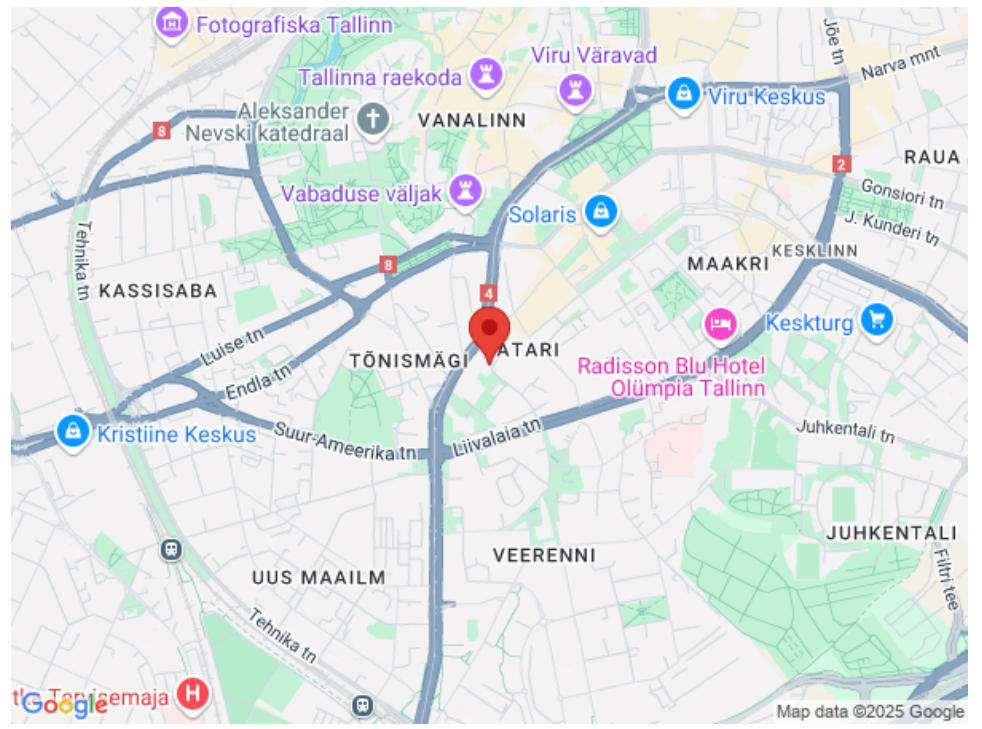 Fotografiska Tallinn
Jõe tn
Viru Väravad
Narva mnt
Tallinna raekoda
Viru Keskus
Aleksander
Nevski katedraal
VANALINN
8
2
RAUA
Vabaduse väljak
Gonsiori tn
Solaris
J. Kunderi tn
Tehnika tn
KESKLINN
MAAKRI
8
KASSISABA
4
Luise tn
Keskturg
TÕNISMÄGI
ATARI
Radisson Blu Hotel
Olümpia Tallinn
Endla tn
Kristiine Keskus
Suur-Ameerika tn
Liivalaia tn
Juhkentali tn
JUHKENTALI
VEERENNI
UUS MAAILM
Filtri tee
Tehnika tn
H
Google
Map data ©2025 Google